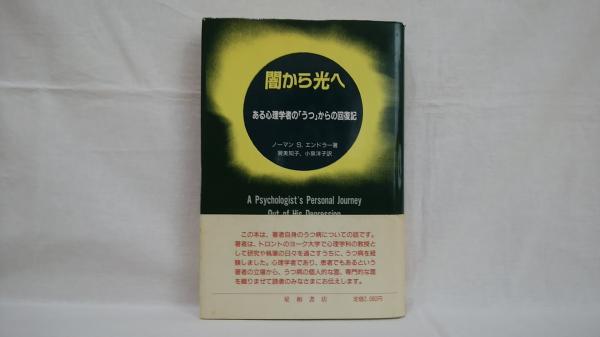 闇から光へ
ある心理学者の「うつ」からの回復記
ノーマン S. エンドラー著
巽美知子、小泉洋子訳
A Psychologist's Personal Journey
Out of His Depression
この本は、著者自身のうつ病についての話です。
著者は、トロントのヨーク大学で心理学科の教授と
して研究や執筆の日々を過ごすうちに、うつ病を経
験しました。心理学者であり、患者でもあるという
著者の立場から、うつ病の個人的な面、専門的な面
を織りまぜて読者のみなさまにお伝えします。
星和書店
定価2,060円